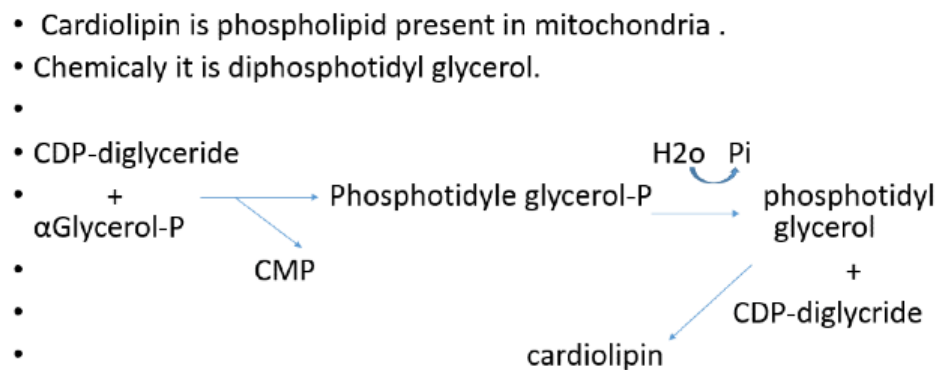 • Cardiolipin is phospholipid present in mitochondria .
• Chemicaly it is diphosphotidyl glycerol.
•
• CDP-diglyceride H2o Pi
• + Phosphotidyle glycerol-P phosphotidyl
αGlycerol-P glycerol
• CMP +
• CDP-diglycride
• cardiolipin